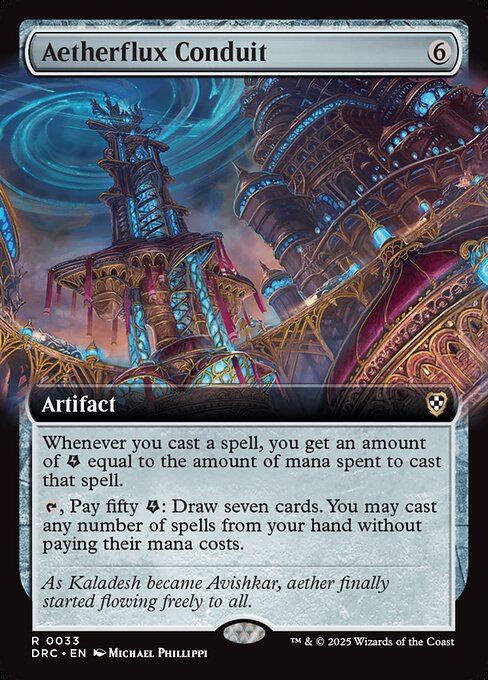 Aetherflux Conduit 6
Artifact
Whenever you cast a spell, you get an amount
of equal to the amount of mana spent to cast
that spell.
, Pay fifty : Draw seven cards. You may cast
any number of spells from your hand without
paying their mana costs.
As Kaladesh became Avishkar, aether finally
started flowing freely to all.
R 0033
DRC • EN Michael Phillippi
™ & © 2025 Wizards of the Coast